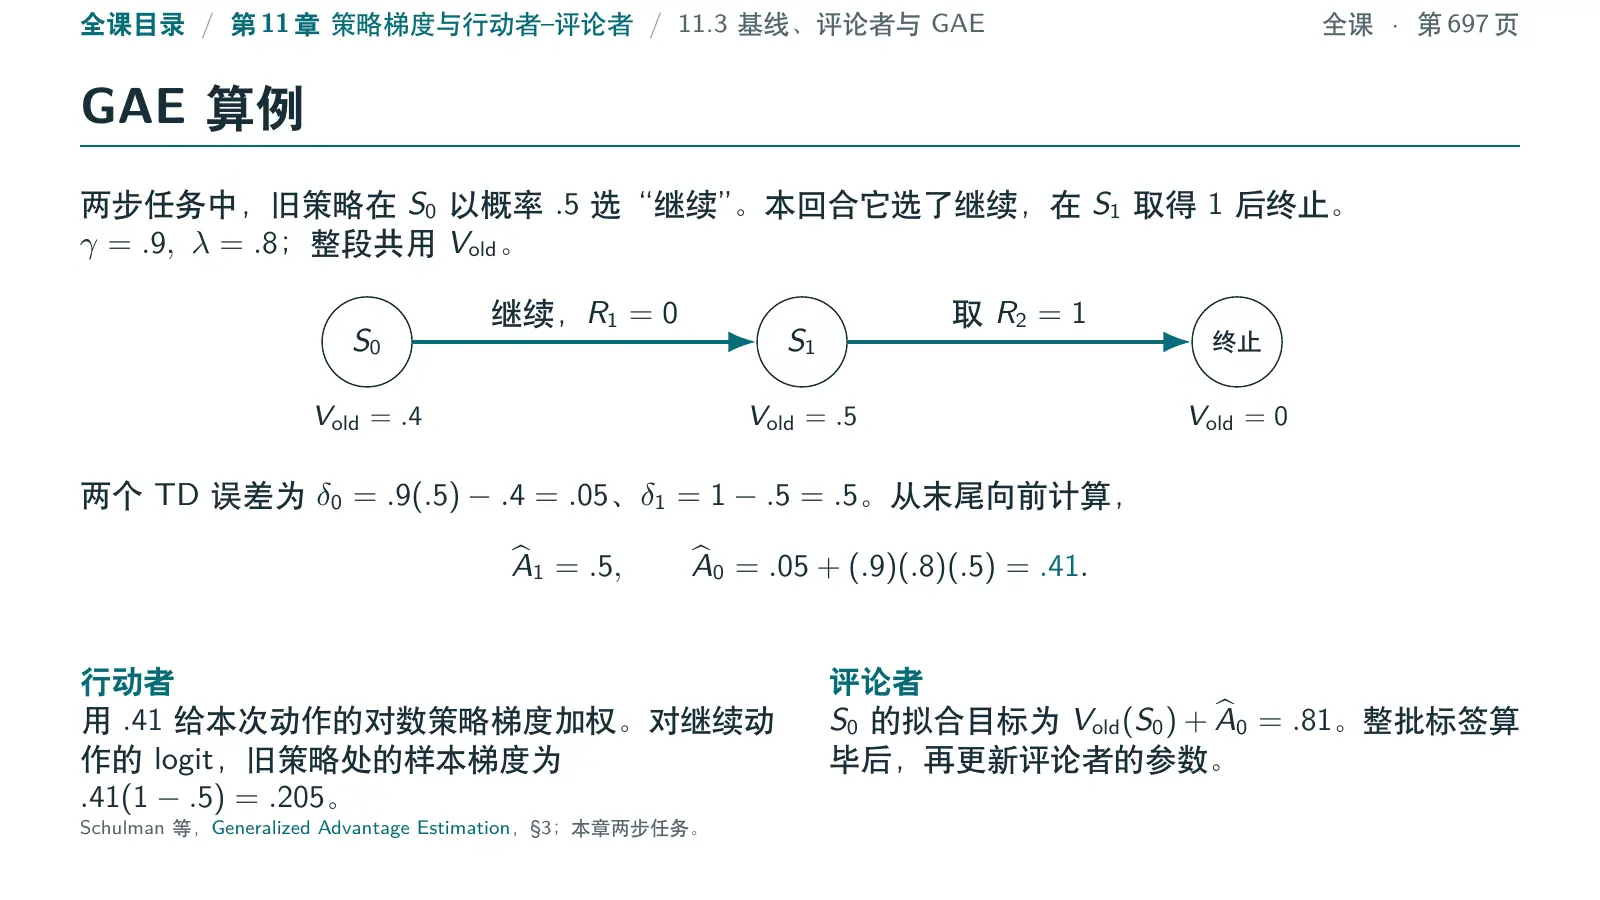 全课目录 / 第 11 章 策略梯度与行动者–评论者 / 11.3 基线、评论者与 GAE
全课 · 第 697 页
GAE 算例
两步任务中，旧策略在 S₀ 以概率 .5 选 “继续”。本回合它选了继续，在 S₁ 取得 1 后终止。
γ = .9, λ = .8；整段共用 V_old。
继续，R₁ = 0
取 R₂ = 1
S₀
S₁
终止
V_old = .4
V_old = .5
V_old = 0
两个 TD 误差为 δ₀ = .9(.5) − .4 = .05、δ₁ = 1 − .5 = .5。从末尾向前计算，
Â₁ = .5, Â₀ = .05 + (.9)(.8)(.5) = .41.
行动者
用 .41 给本次动作的对数策略梯度加权。对继续动
作的 logit，旧策略处的样本梯度为
.41(1 − .5) = .205。
评论者
S₀ 的拟合目标为 V_old(S₀) + Â₀ = .81。整批标签算
毕后，再更新评论者的参数。
Schulman 等，Generalized Advantage Estimation，§3；本章两步任务。